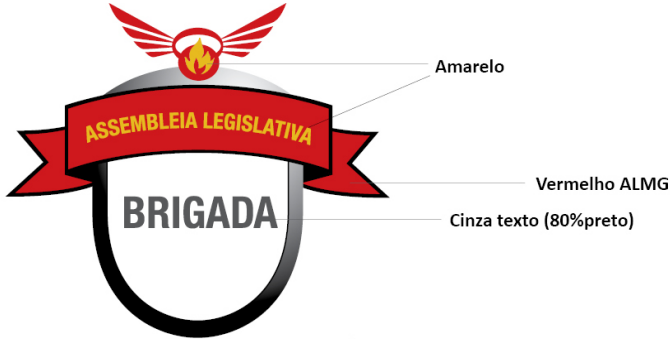 Amarelo
ASSEMBLEIA LEGISLATIVA
Vermelho ALMG
BRIGADA
Cinza texto (80%preto)